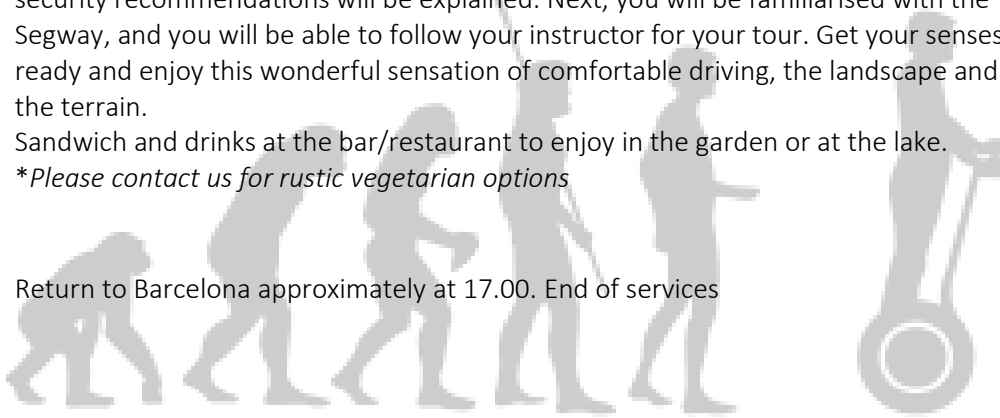 security recommendations will be explained. Next, you will be familiarised with the
Segway, and you will be able to follow your instructor for your tour. Get your senses
ready and enjoy this wonderful sensation of comfortable driving, the landscape and
the terrain.
Sandwich and drinks at the bar/restaurant to enjoy in the garden or at the lake.
*Please contact us for rustic vegetarian options
Return to Barcelona approximately at 17.00. End of services